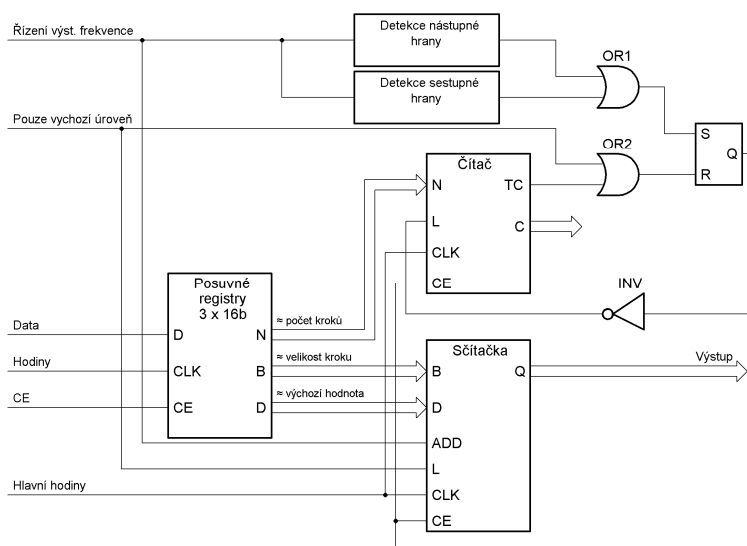 Řízení výst. frekvence
Detekce nástupné
hrany
Detekce sestupné
hrany
OR1
Pouze vychozí úroveň
OR2
S
Q
R
Čítač
N
TC
L
C
CLK
CE
INV
Posuvné
registry
3 x 16b
≈ počet kroků
Data
D
N
≈ velikost kroku
Hodiny
CLK
B
≈ výchozí hodnota
CE
CE
D
Sčítačka
B
Q
Výstup
D
ADD
L
Hlavní hodiny
CLK
CE